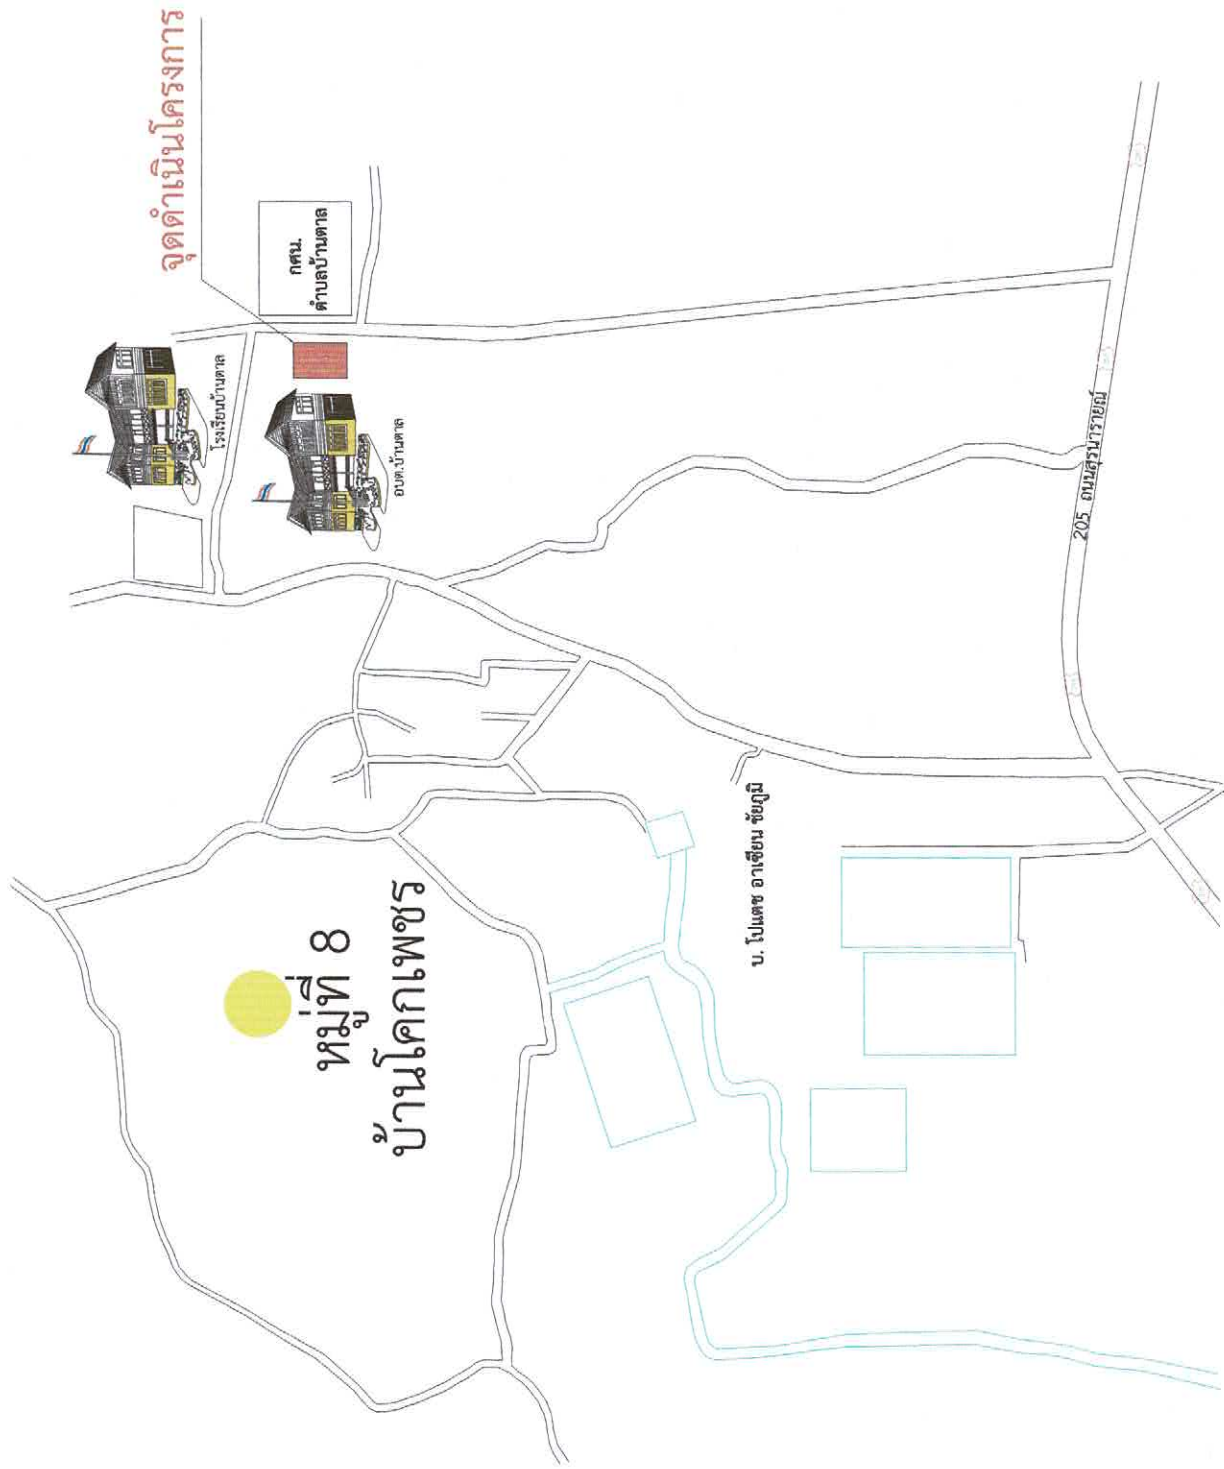 จุดดำเนินโครงการ
กศน.
ตำบลบ้านตาล
โรงเรียนบ้านตาล
อบต.บ้านตาล
205 ถนนสุรนารายณ์
หมู่ที่ 8
บ้านโคกเพชร
บ. โปแตช อาเซียน ชัยภูมิ